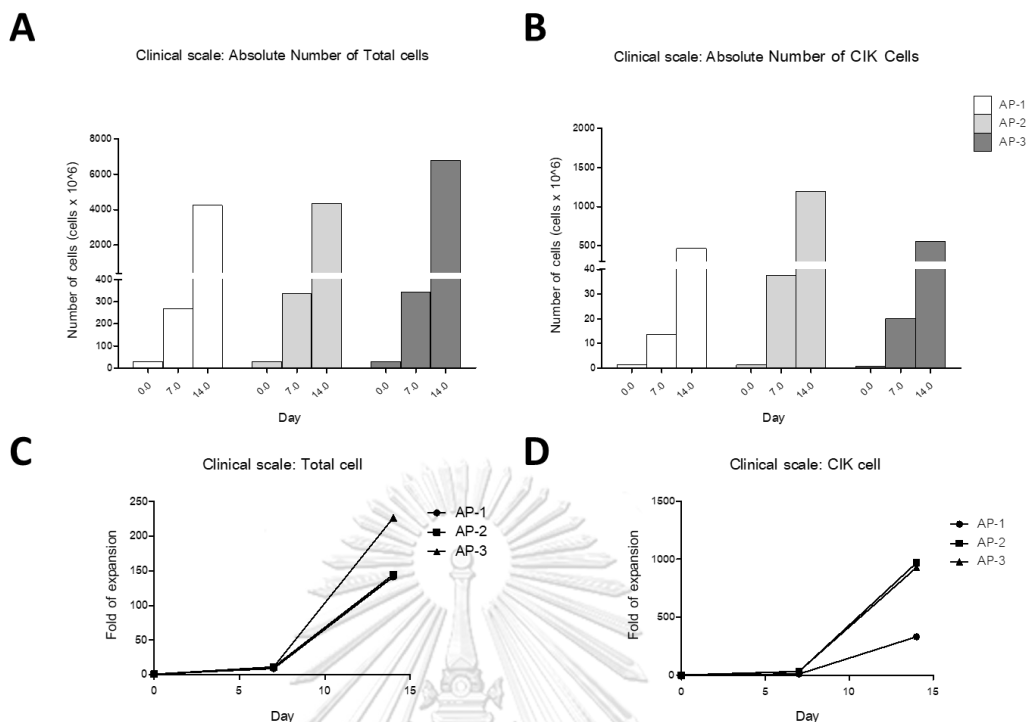 A
Clinical scale: Absolute Number of Total cells
Number of cells (cells x 10^6)
8000
6000
4000
2000
400
300
200
100
0
0.0 7.0 14.0 0.0 7.0 14.0 0.0 7.0 14.0
Day
B
Clinical scale: Absolute Number of CIK Cells
AP-1
AP-2
AP-3
Number of cells (cells x 10^6)
2000
1500
1000
500
40
30
20
10
0
0.0 7.0 14.0 0.0 7.0 14.0 0.0 7.0 14.0
Day
C
Clinical scale: Total cell
Fold of expansion
250
200
150
100
50
0
0 5 10 15
Day
AP-1
AP-2
AP-3
D
Clinical scale: CIK cell
Fold of expansion
1500
1000
500
0
0 5 10 15
Day
AP-1
AP-2
AP-3